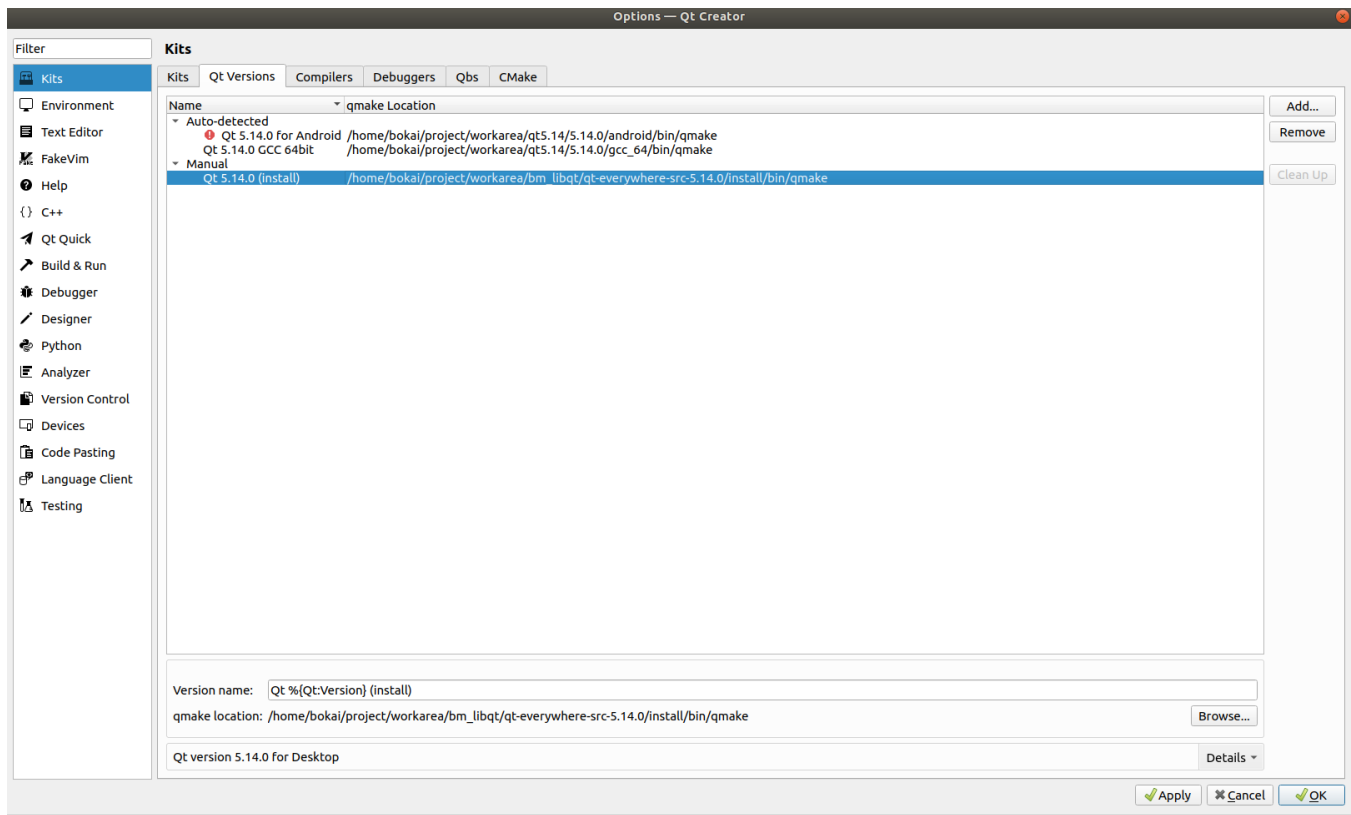 Options — Qt Creator
Filter
Kits
Environment
Text Editor
FakeVim
Help
C++
Qt Quick
Build & Run
Debugger
Designer
Python
Analyzer
Version Control
Devices
Code Pasting
Language Client
Testing
Kits
Kits Qt Versions Compilers Debuggers Qbs CMake
Name qmake Location
Auto-detected
Qt 5.14.0 for Android /home/bokai/project/workarea/qt5.14/5.14.0/android/bin/qmake
Qt 5.14.0 GCC 64bit /home/bokai/project/workarea/qt5.14/5.14.0/gcc_64/bin/qmake
Manual
Qt 5.14.0 (install) /home/bokai/project/workarea/bm_libqt/qt-everywhere-src-5.14.0/install/bin/qmake
Add...
Remove
Clean Up
Version name: Qt %{Qt:Version} (install)
qmake location: /home/bokai/project/workarea/bm_libqt/qt-everywhere-src-5.14.0/install/bin/qmake
Browse...
Qt version 5.14.0 for Desktop Details
Apply Cancel OK